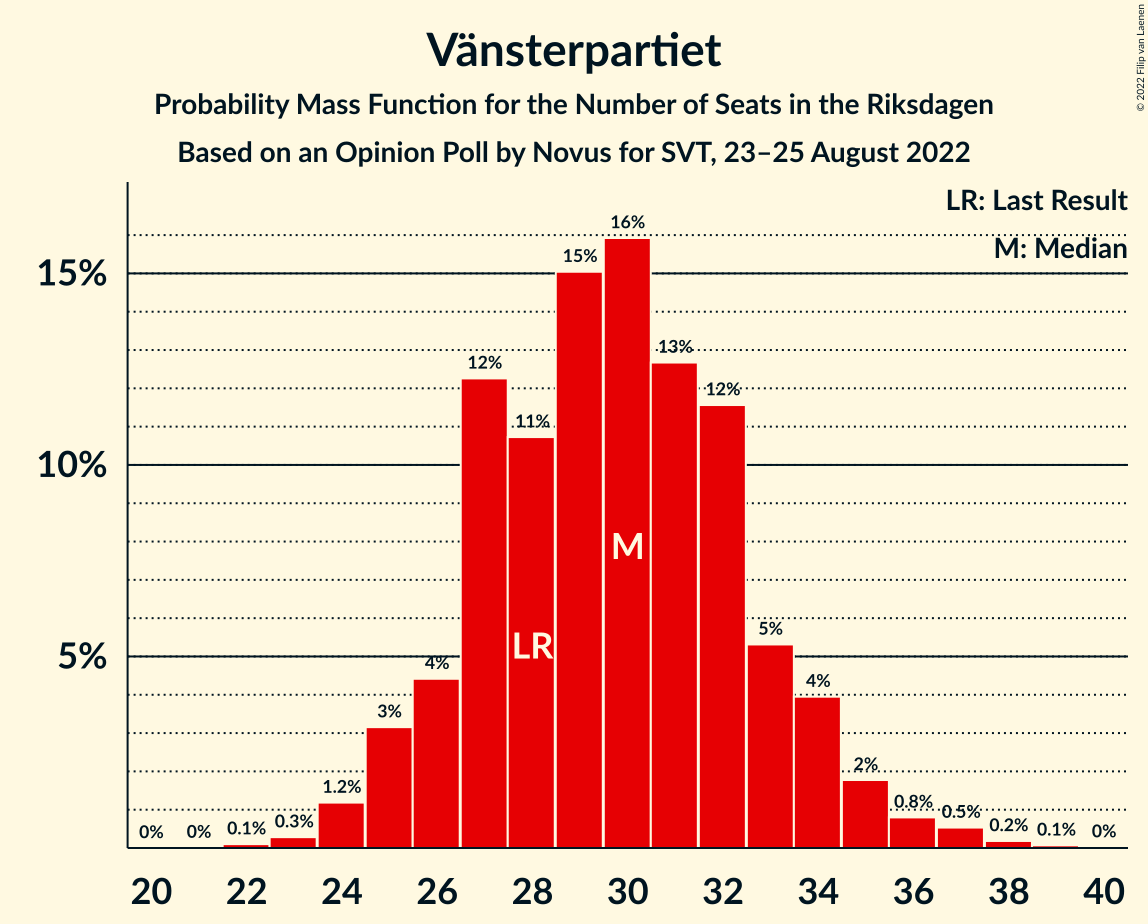 Vänsterpartiet
Probability Mass Function for the Number of Seats in the Riksdagen
Based on an Opinion Poll by Novus for SVT, 23–25 August 2022
© 2022 Filip van Laenen
LR: Last Result
M: Median
15%
10%
5%
0%
0%
0.1%
0.3%
1.2%
3%
4%
12%
11%
15%
16%
13%
12%
5%
4%
2%
0.8%
0.5%
0.2%
0.1%
0%
LR
M
20 22 24 26 28 30 32 34 36 38 40